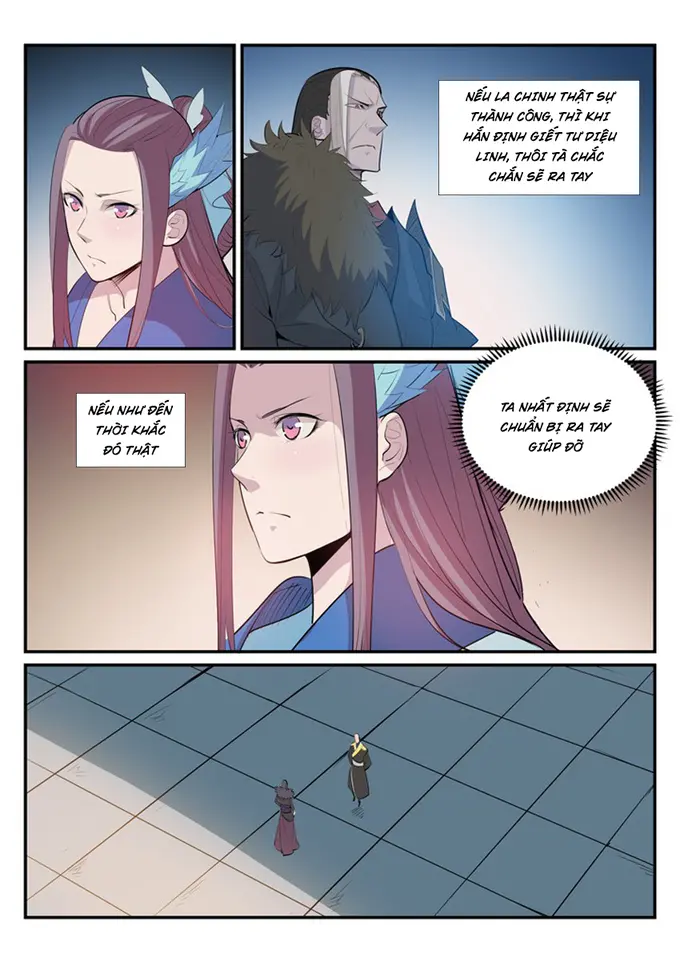 NẾU LA CHINH THẬT SỰ
THÀNH CÔNG, THÌ KHI
HẮN ĐỊNH GIẾT TƯ DIỆU
LINH, THÔI TÀ CHẮC
CHẮN SẼ RA TAY
NẾU NHƯ ĐẾN
THỜI KHẮC
ĐÓ THẬT
TA NHẤT ĐỊNH SẼ
CHUẨN BỊ RA TAY
GIÚP ĐỠ